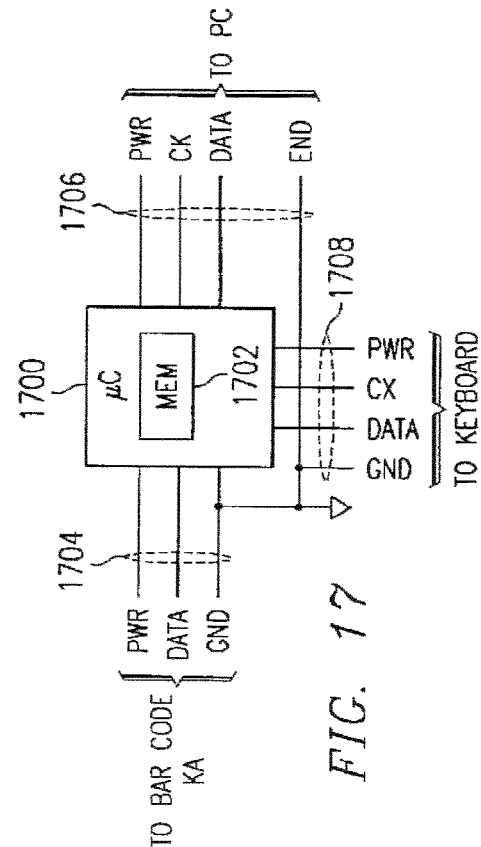 TO BAR CODE
KA
PWR
DATA
GND
1704
1700
µC
MEM
1702
1706
PWR
CK
DATA
END
TO PC
1708
PWR
CX
DATA
GND
TO KEYBOARD
FIG. 17